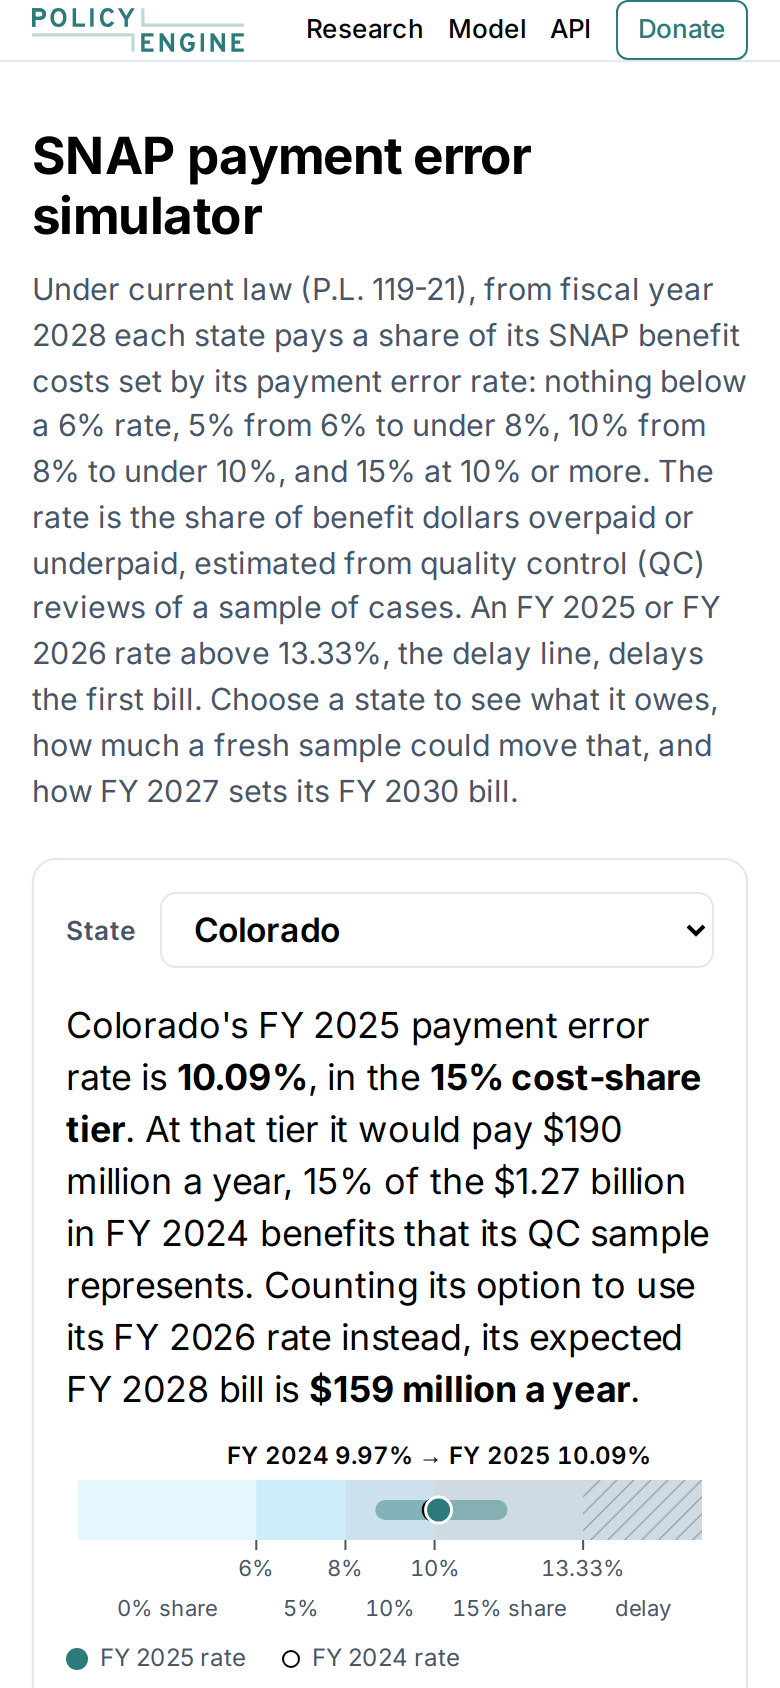 POLICY ENGINE
Research Model API Donate
SNAP payment error
simulator
Under current law (P.L. 119-21), from fiscal year
2028 each state pays a share of its SNAP benefit
costs set by its payment error rate: nothing below
a 6% rate, 5% from 6% to under 8%, 10% from
8% to under 10%, and 15% at 10% or more. The
rate is the share of benefit dollars overpaid or
underpaid, estimated from quality control (QC)
reviews of a sample of cases. An FY 2025 or FY
2026 rate above 13.33%, the delay line, delays
the first bill. Choose a state to see what it owes,
how much a fresh sample could move that, and
how FY 2027 sets its FY 2030 bill.
State Colorado
Colorado's FY 2025 payment error
rate is 10.09%, in the 15% cost-share
tier. At that tier it would pay $190
million a year, 15% of the $1.27 billion
in FY 2024 benefits that its QC sample
represents. Counting its option to use
its FY 2026 rate instead, its expected
FY 2028 bill is $159 million a year.
FY 2024 9.97% → FY 2025 10.09%
6% 8% 10% 13.33%
0% share 5% 10% 15% share delay
FY 2025 rate FY 2024 rate